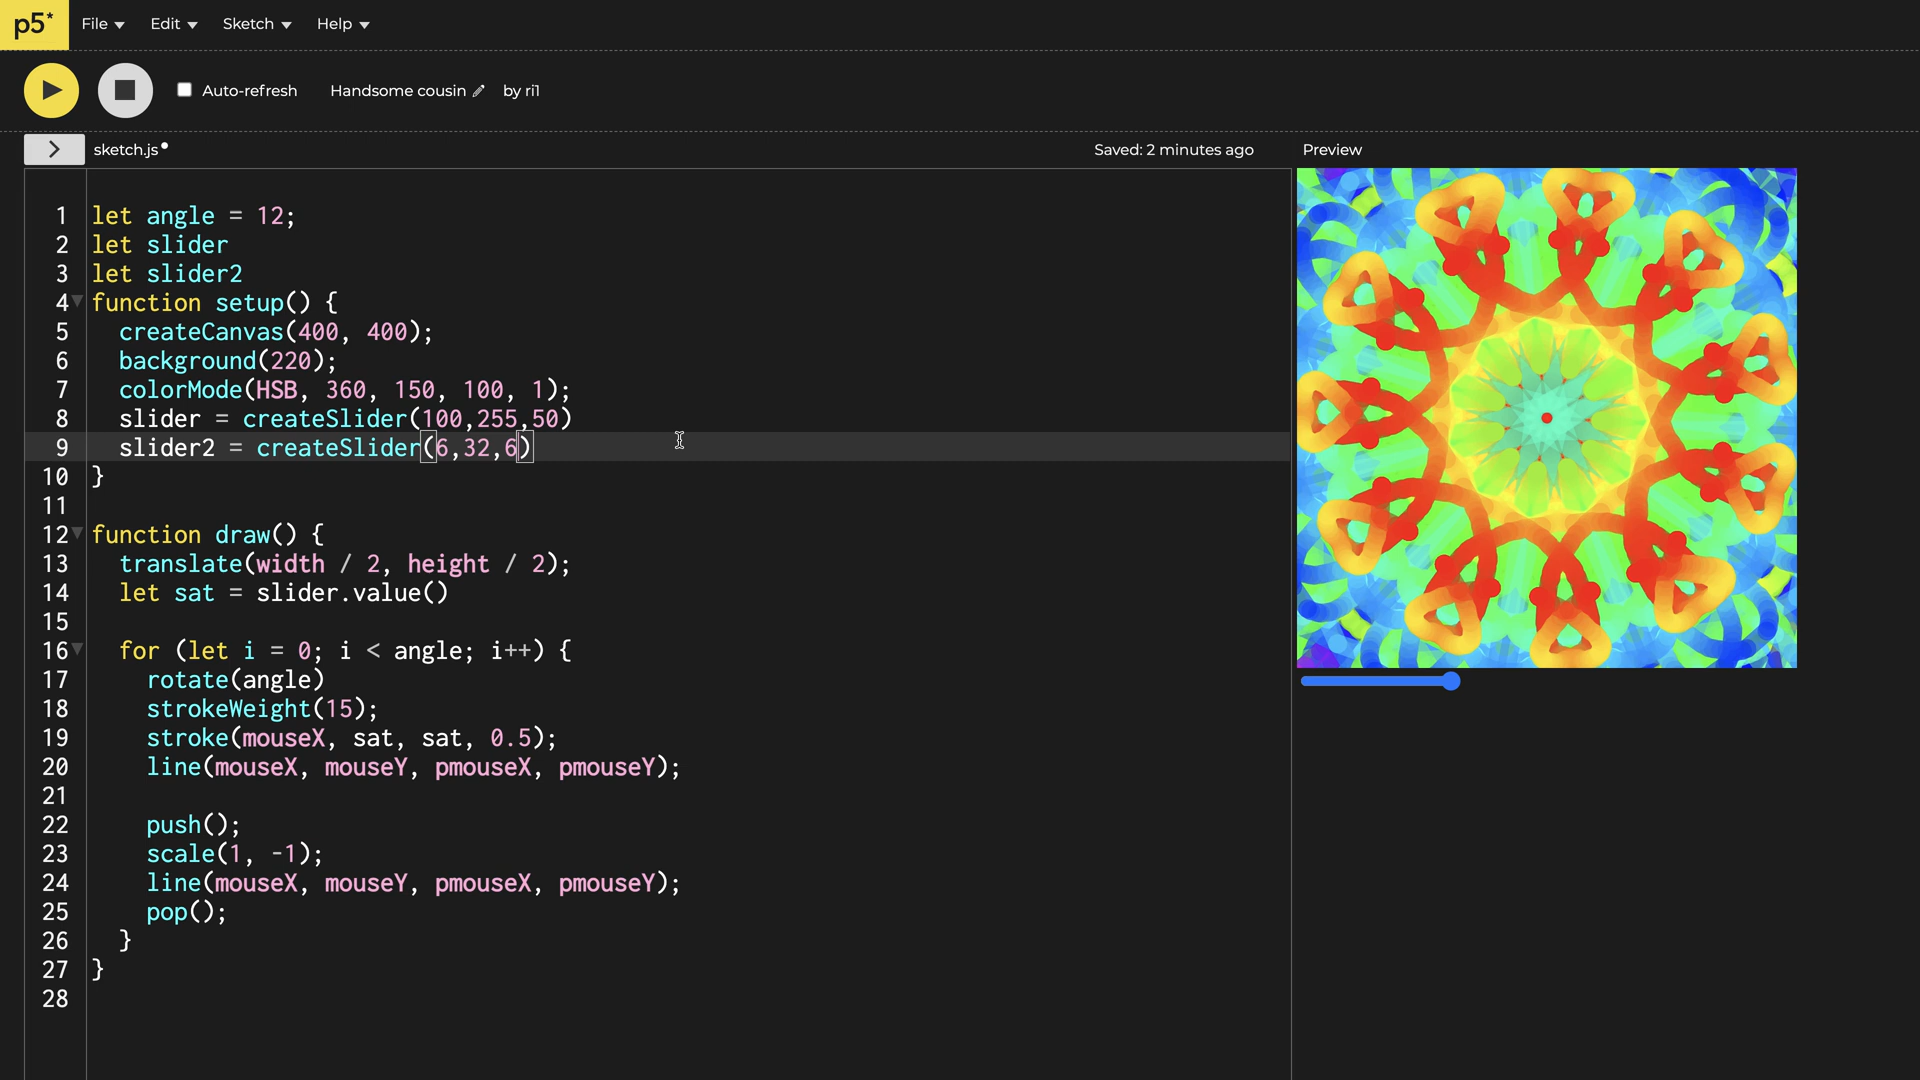 p5* File Edit Sketch Help
Auto-refresh Handsome cousin by ri1
sketch.js Saved: 2 minutes ago Preview
1 let angle = 12;
2 let slider
3 let slider2
4 function setup() {
5 createCanvas(400, 400);
6 background(220);
7 colorMode(HSB, 360, 150, 100, 1);
8 slider = createSlider(100,255,50)
9 slider2 = createSlider(6,32,6)
10 }
11
12 function draw() {
13 translate(width / 2, height / 2);
14 let sat = slider.value()
15
16 for (let i = 0; i < angle; i++) {
17 rotate(angle)
18 strokeWeight(15);
19 stroke(mouseX, sat, sat, 0.5);
20 line(mouseX, mouseY, pmouseX, pmouseY);
21
22 push();
23 scale(1, -1);
24 line(mouseX, mouseY, pmouseX, pmouseY);
25 pop();
26 }
27 }
28